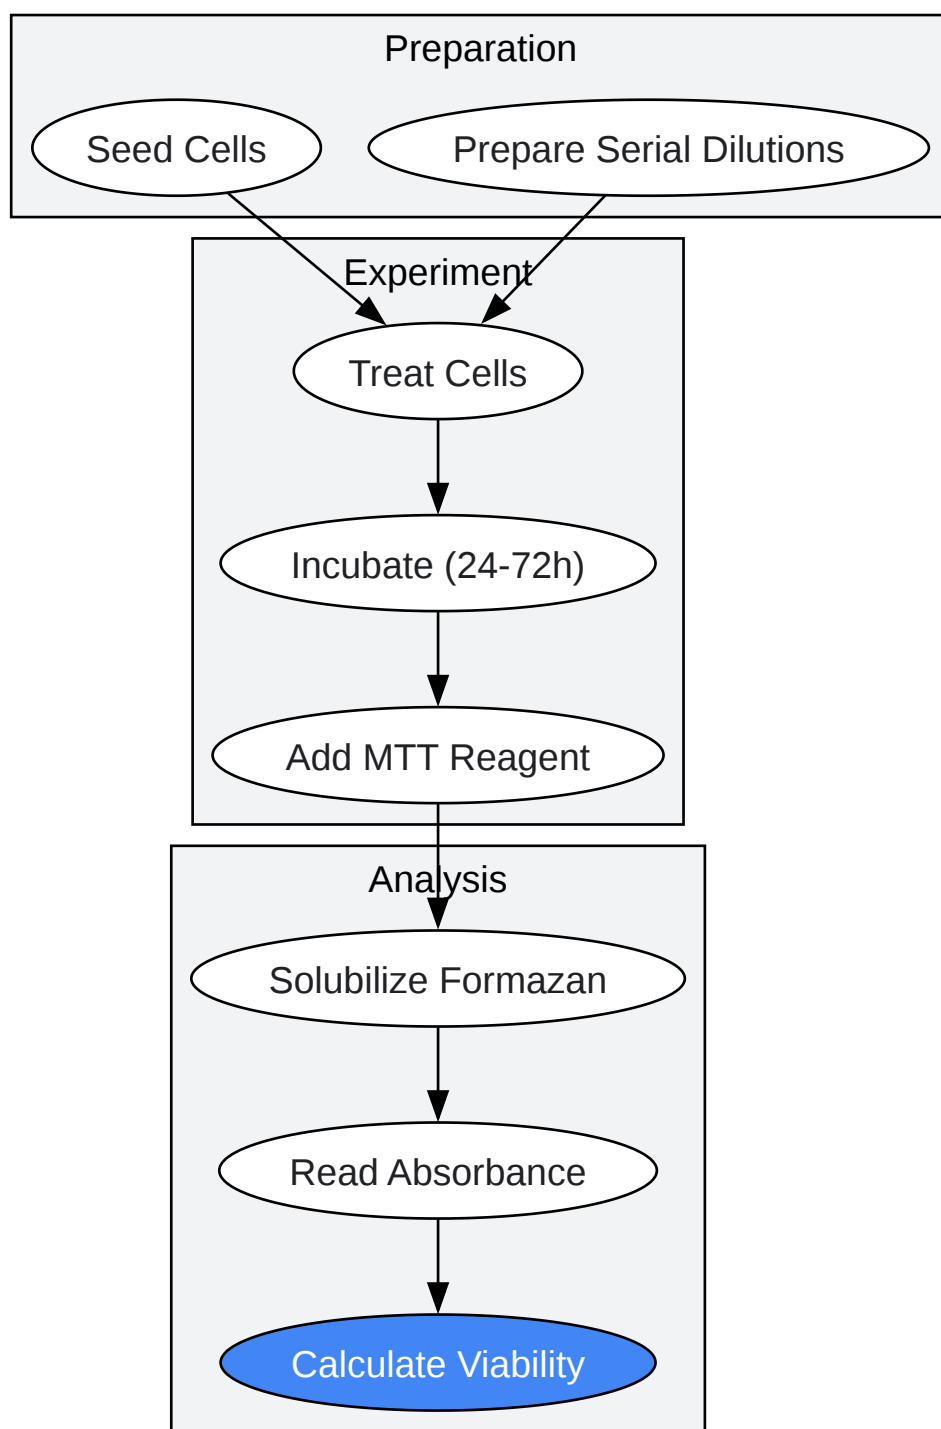 Preparation
Seed Cells
Prepare Serial Dilutions
Experiment
Treat Cells
Incubate (24-72h)
Add MTT Reagent
Analysis
Solubilize Formazan
Read Absorbance
Calculate Viability